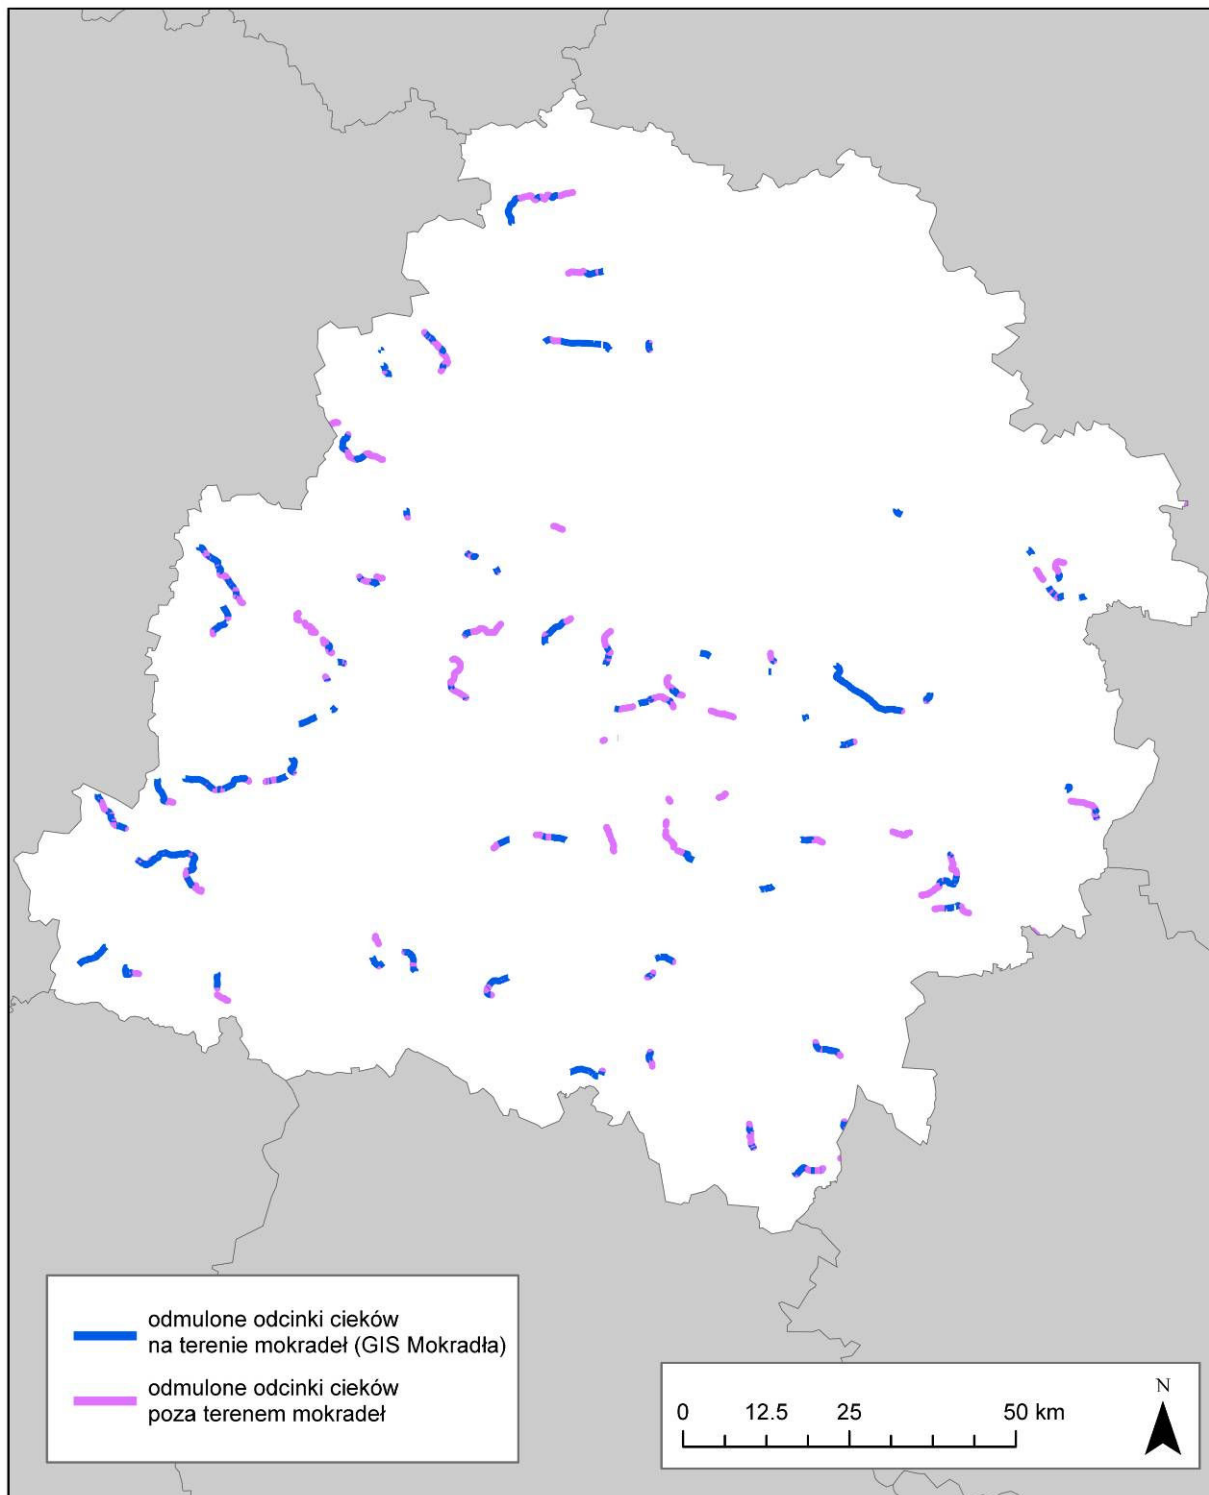 odmulone odcinki cieków
na terenie mokradeł (GIS Mokradła)
odmulone odcinki cieków
poza terenem mokradeł
N
0 12.5 25 50 km